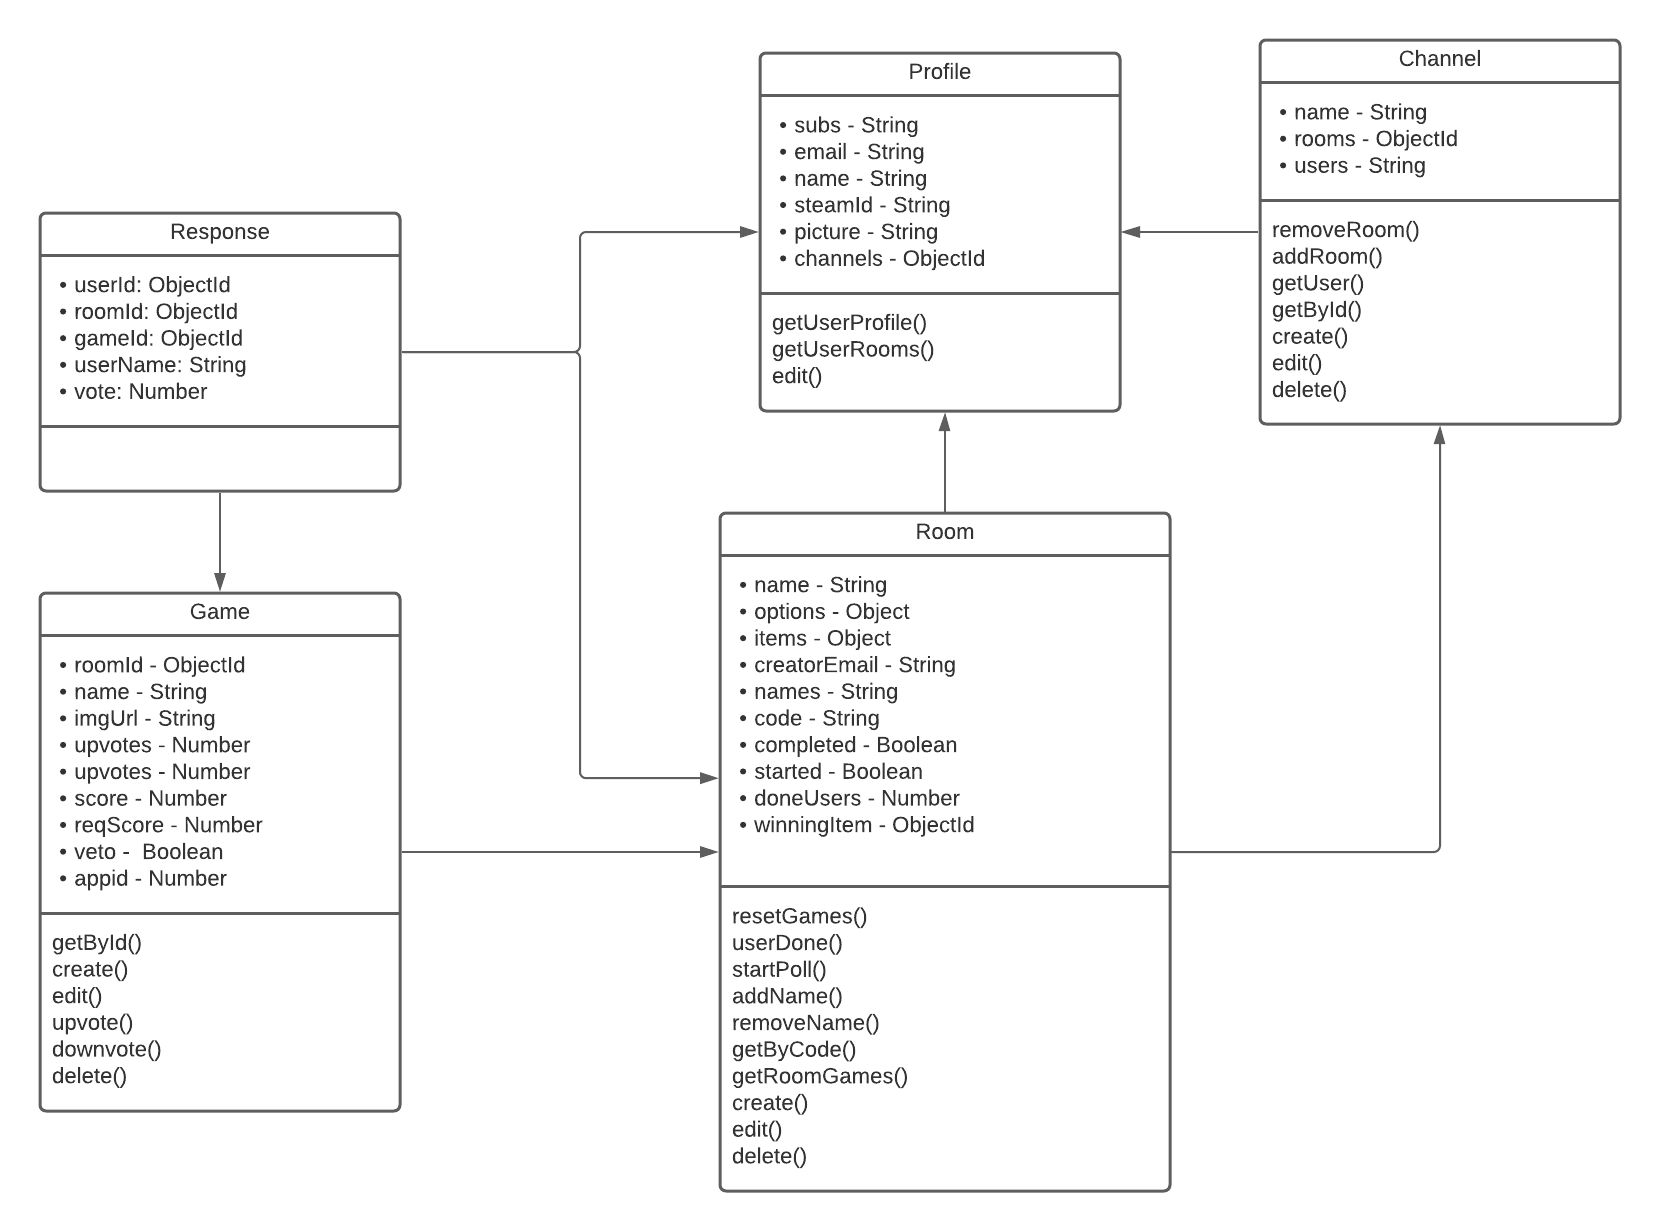 Profile
• subs - String
• email - String
• name - String
• steamId - String
• picture - String
• channels - ObjectId
getUserProfile()
getUserRooms()
edit()
Channel
• name - String
• rooms - ObjectId
• users - String
removeRoom()
addRoom()
getUser()
getById()
create()
edit()
delete()
Response
• userId: ObjectId
• roomId: ObjectId
• gameId: ObjectId
• userName: String
• vote: Number
Game
• roomId - ObjectId
• name - String
• imgUrl - String
• upvotes - Number
• upvotes - Number
• score - Number
• reqScore - Number
• veto -  Boolean
• appid - Number
getById()
create()
edit()
upvote()
downvote()
delete()
Room
• name - String
• options - Object
• items - Object
• creatorEmail - String
• names - String
• code - String
• completed - Boolean
• started - Boolean
• doneUsers - Number
• winningItem - ObjectId
resetGames()
userDone()
startPoll()
addName()
removeName()
getByCode()
getRoomGames()
create()
edit()
delete()